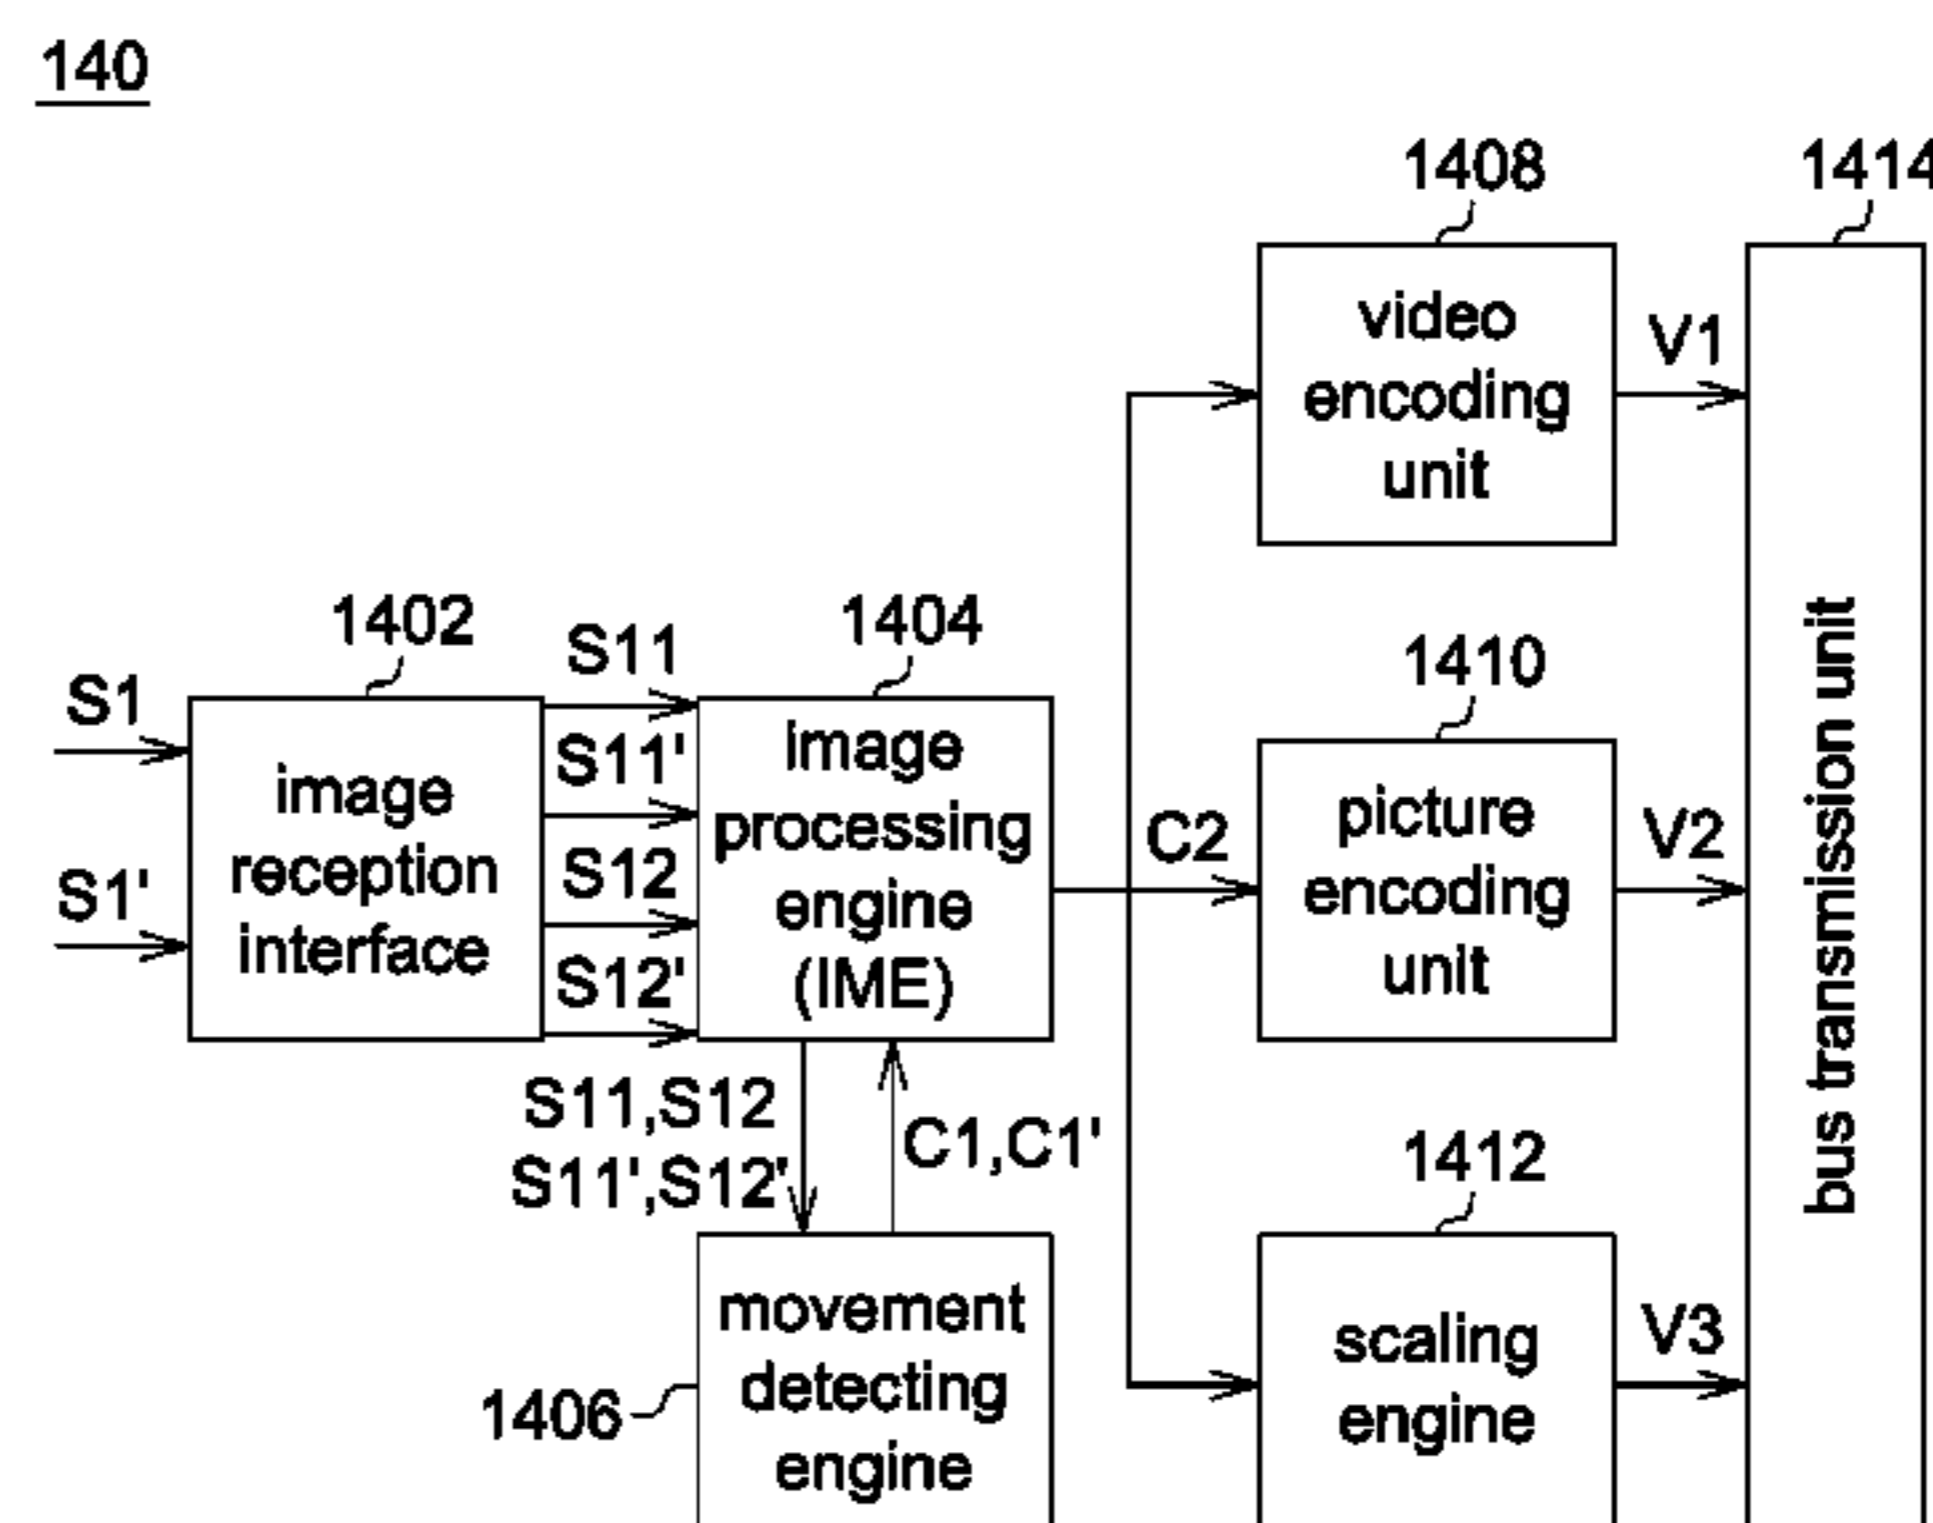 140
1408
1414
video
encoding
unit
V1
1402
S11
1404
1410
S1
S11'
image
reception
interface
image
processing
engine
(IME)
S12
S1'
S12'
C2
picture
encoding
unit
V2
bus transmission unit
S11,S12
S11',S12'
C1,C1'
1412
movement
detecting
engine
1406
scaling
engine
V3